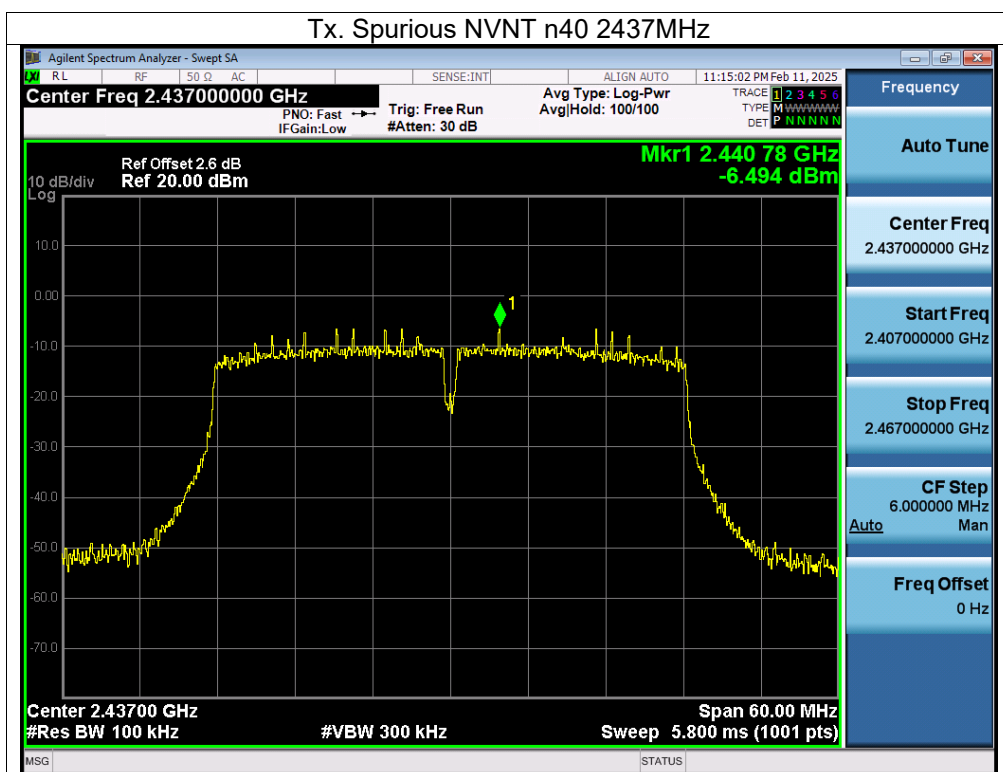 Tx. Spurious NVNT n40 2437MHz
Agilent Spectrum Analyzer - Swept SA
LXI RL RF 50 Ω AC SENSE:INT ALIGN AUTO 11:15:02 PM Feb 11, 2025
Center Freq 2.437000000 GHz
PNO: Fast
IFGain:Low
Trig: Free Run
#Atten: 30 dB
Avg Type: Log-Pwr
Avg|Hold: 100/100
TRACE 1 2 3 4 5 6
TYPE M WWWWW
DET P N N N N N
Mkr1 2.440 78 GHz
-6.494 dBm
Ref Offset 2.6 dB
10 dB/div Ref 20.00 dBm
Log
10.0
0.00
-10.0
-20.0
-30.0
-40.0
-50.0
-60.0
-70.0
1
Center 2.43700 GHz Span 60.00 MHz
#Res BW 100 kHz #VBW 300 kHz Sweep 5.800 ms (1001 pts)
MSG STATUS
Frequency
Auto Tune
Center Freq
2.437000000 GHz
Start Freq
2.407000000 GHz
Stop Freq
2.467000000 GHz
CF Step
6.000000 MHz
Auto Man
Freq Offset
0 Hz